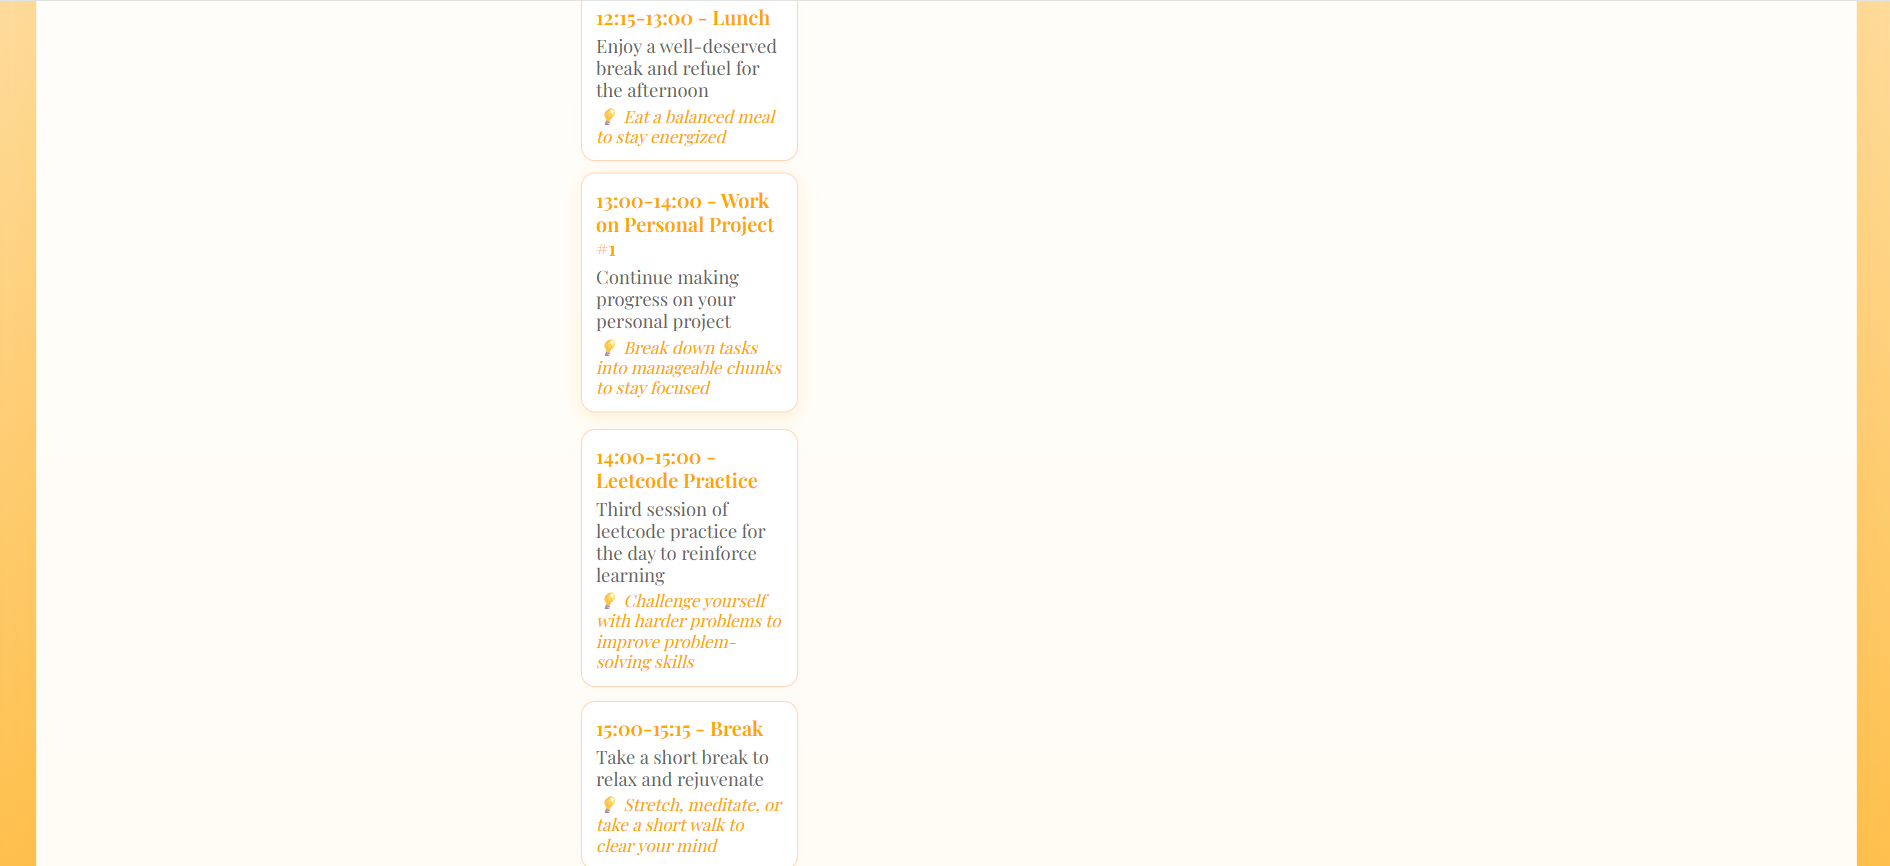 12:15-13:00 - Lunch
Enjoy a well-deserved
break and refuel for
the afternoon
💡 Eat a balanced meal
to stay energized
13:00-14:00 - Work
on Personal Project
#1
Continue making
progress on your
personal project
💡 Break down tasks
into manageable chunks
to stay focused
14:00-15:00 -
Leetcode Practice
Third session of
leetcode practice for
the day to reinforce
learning
💡 Challenge yourself
with harder problems to
improve problem-
solving skills
15:00-15:15 - Break
Take a short break to
relax and rejuvenate
💡 Stretch, meditate, or
take a short walk to
clear your mind